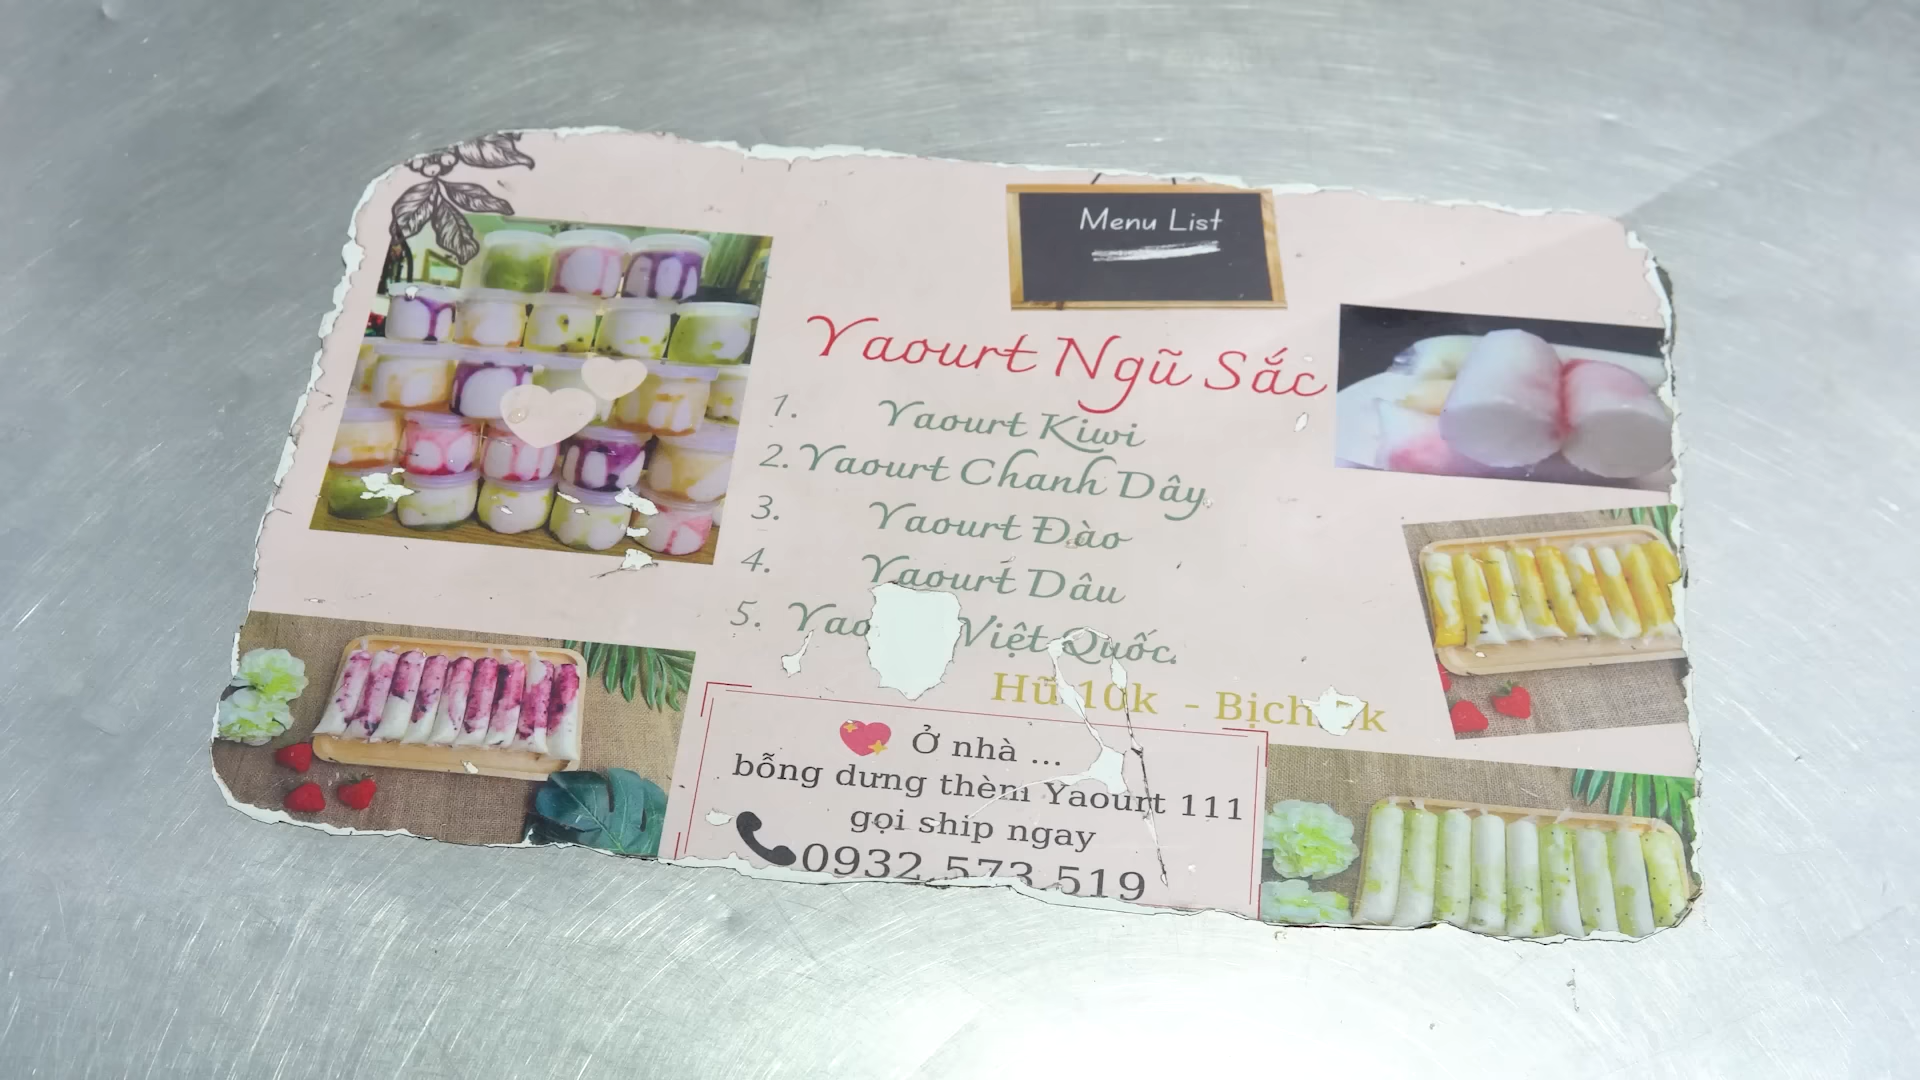 Menu List
Yaourt Ngũ Sắc
1. Yaourt Kiwi
2. Yaourt Chanh Dây
3. Yaourt Đào
4. Yaourt Dâu
5. Việt Quốc.
Hũ 10k - Bịch
Ở nhà ...
bỗng dưng thèm Yaourt 111
gọi ship ngay
0932.573.519